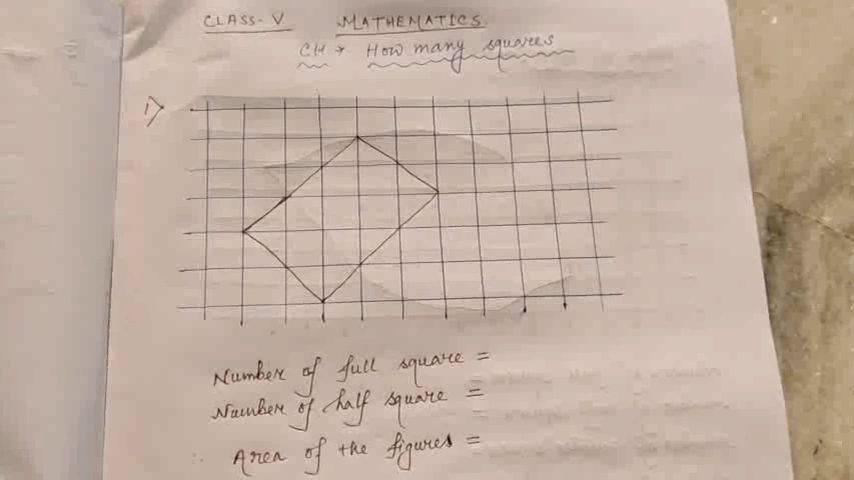 CLASS-V MATHEMATICS
CH → How many squares
1>
Number of full square =
Number of half square =
Area of the figures =